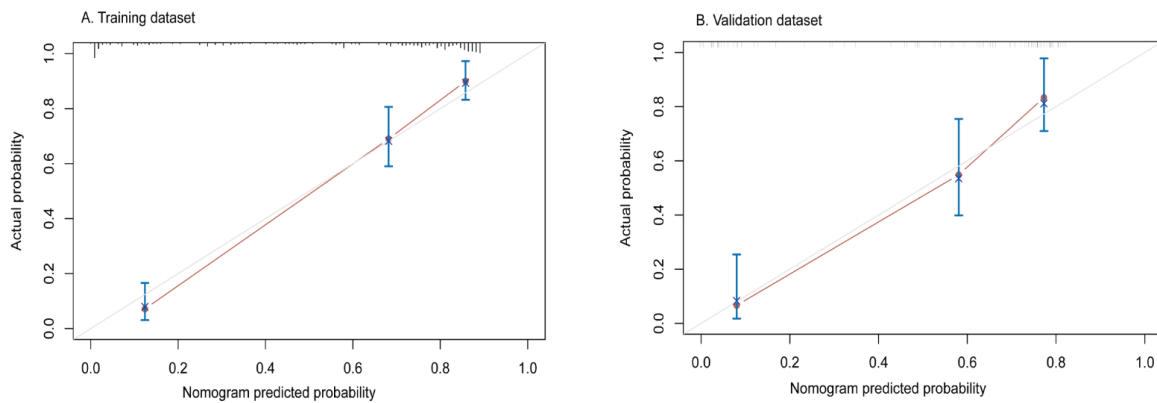 A. Training dataset
1.0
0.8
0.6
0.4
0.2
0.0
Actual probability
0.0 0.2 0.4 0.6 0.8 1.0
Nomogram predicted probability
B. Validation dataset
1.0
0.8
0.6
0.4
0.2
0.0
Actual probability
0.0 0.2 0.4 0.6 0.8 1.0
Nomogram predicted probability